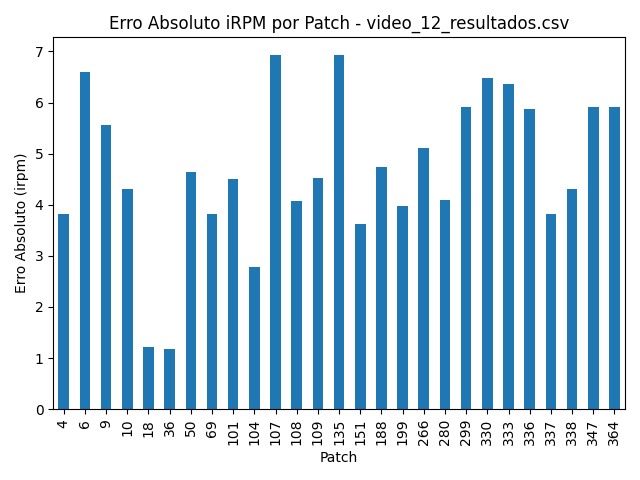 Erro Absoluto iRPM por Patch - video_12_resultados.csv
Erro Absoluto (irpm)
7
6
5
4
3
2
1
0
4 6 9 10 18 36 50 69 101 104 107 108 109 135 151 188 199 266 280 299 330 333 336 337 338 347 364
Patch